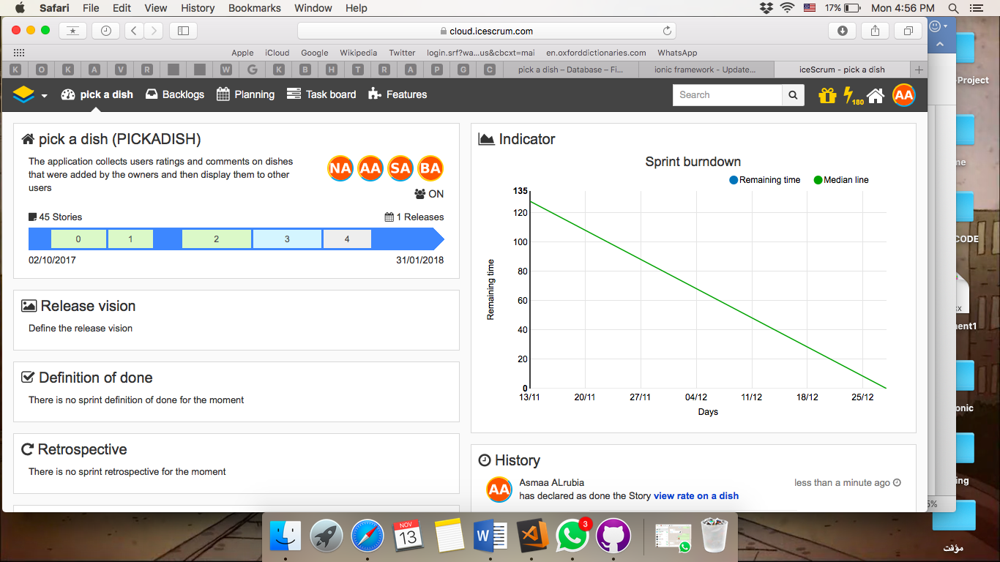 Safari File Edit View History Bookmarks Window Help 17% Mon 4:56 PM
cloud.icescrum.com
Apple iCloud Google Wikipedia Twitter login.srf?wa...us&cbcxt=mai en.oxforddictionaries.com WhatsApp
K O K A V R W G K B H T R A P G C pick a dish – Database – Fi... ionic framework - Update... iceScrum - pick a dish
pick a dish Backlogs Planning Task board Features Search 180 AA
pick a dish (PICKADISH)
The application collects users ratings and comments on dishes
that were added by the owners and then display them to other
users
NA AA SA BA
ON
45 Stories 1 Releases
0 1 2 3 4
02/10/2017 31/01/2018
Release vision
Define the release vision
Definition of done
There is no sprint definition of done for the moment
Retrospective
There is no sprint retrospective for the moment
Indicator
Sprint burndown
Remaining time Median line
135
120
100
80
60
40
20
0
Remaining time
13/11 20/11 27/11 04/12 11/12 18/12 25/12
Days
History
AA
Asmaa ALrubia less than a minute ago
has declared as done the Story view rate on a dish
-Project
CODE
ent1
onic
ing
5%
NOV
13
W
3
مؤقت